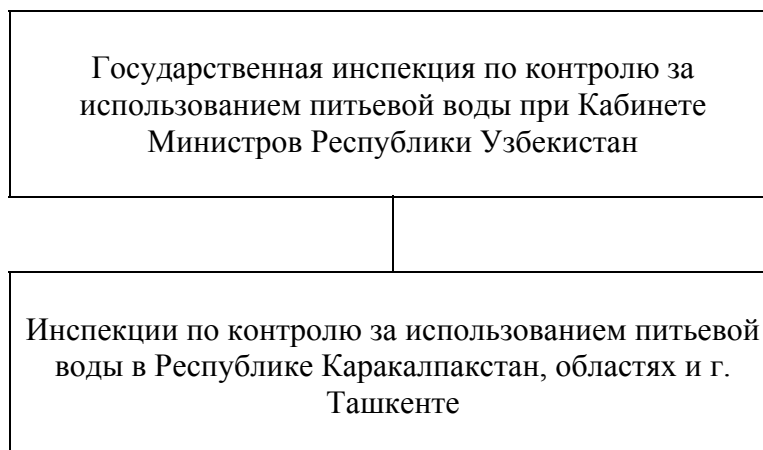 Государственная инспекция по контролю за
использованием питьевой воды при Кабинете
Министров Республики Узбекистан
Инспекции по контролю за использованием питьевой
воды в Республике Каракалпакстан, областях и г.
Ташкенте